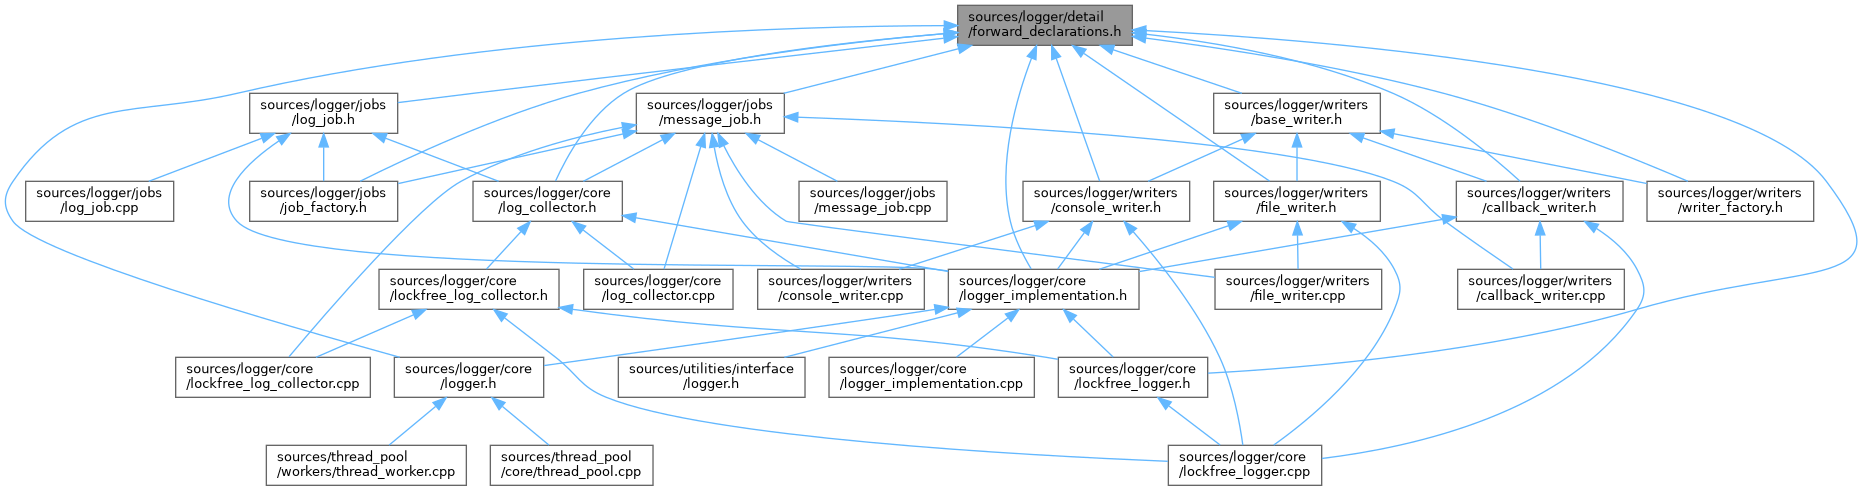 sources/logger/detail
/forward_declarations.h
sources/logger/jobs
/log_job.h
sources/logger/jobs
/message_job.h
sources/logger/writers
/base_writer.h
sources/logger/jobs
/log_job.cpp
sources/logger/jobs
/job_factory.h
sources/logger/core
/log_collector.h
sources/logger/jobs
/message_job.cpp
sources/logger/writers
/console_writer.h
sources/logger/writers
/file_writer.h
sources/logger/writers
/callback_writer.h
sources/logger/writers
/writer_factory.h
sources/logger/core
/lockfree_log_collector.h
sources/logger/core
/log_collector.cpp
sources/logger/writers
/console_writer.cpp
sources/logger/core
/logger_implementation.h
sources/logger/writers
/file_writer.cpp
sources/logger/writers
/callback_writer.cpp
sources/logger/core
/lockfree_log_collector.cpp
sources/logger/core
/logger.h
sources/utilities/interface
/logger.h
sources/logger/core
/logger_implementation.cpp
sources/logger/core
/lockfree_logger.h
sources/thread_pool
/workers/thread_worker.cpp
sources/thread_pool
/core/thread_pool.cpp
sources/logger/core
/lockfree_logger.cpp